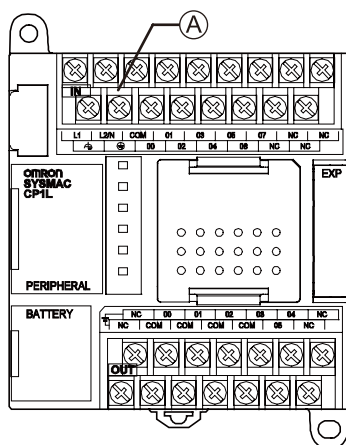 A
IN
L1 L2/N COM 01 03 05 07 NC NC
00 02 04 06 NC NC
OMRON
SYSMAC
CP1L
EXP
PERIPHERAL
BATTERY
NC 00 01 02 03 04 NC
NC COM COM COM COM 05 NC
OUT